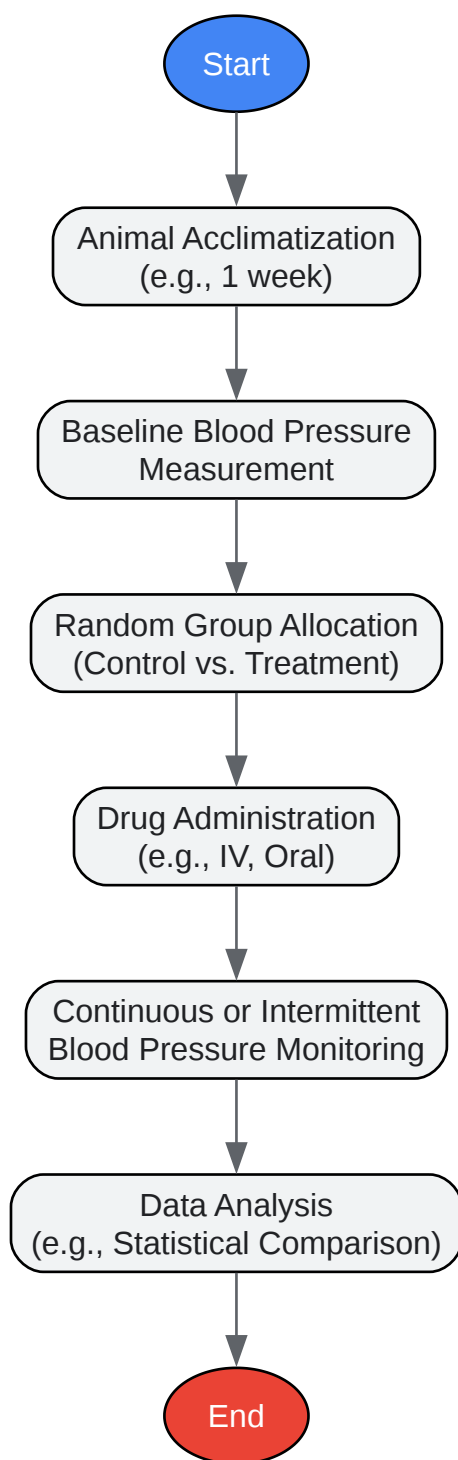 Start
Animal Acclimatization
(e.g., 1 week)
Baseline Blood Pressure
Measurement
Random Group Allocation
(Control vs. Treatment)
Drug Administration
(e.g., IV, Oral)
Continuous or Intermittent
Blood Pressure Monitoring
Data Analysis
(e.g., Statistical Comparison)
End